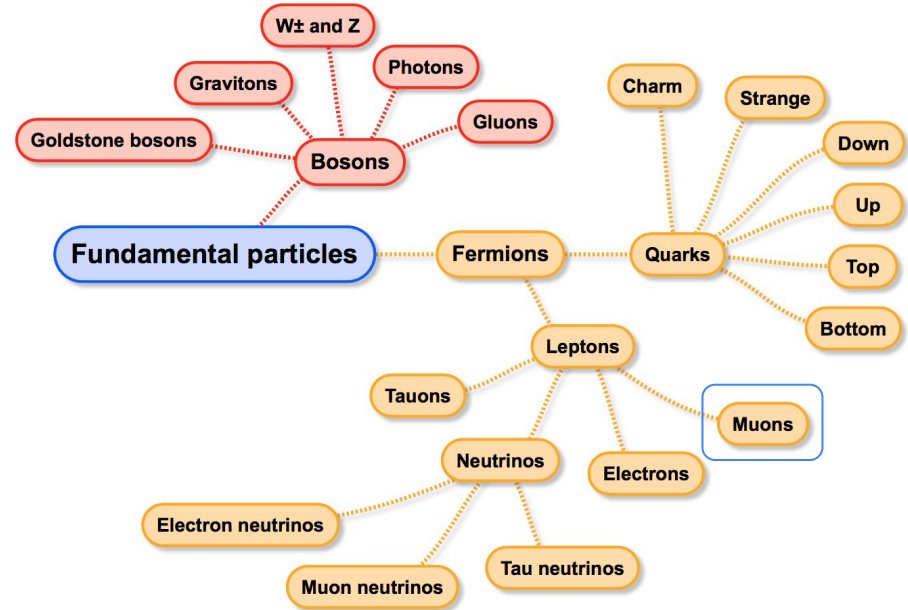 W± and Z
Photons
Gravitons
Gluons
Goldstone bosons
Bosons
Charm
Strange
Down
Up
Fundamental particles
Fermions
Quarks
Top
Bottom
Leptons
Tauons
Muons
Neutrinos
Electrons
Electron neutrinos
Tau neutrinos
Muon neutrinos